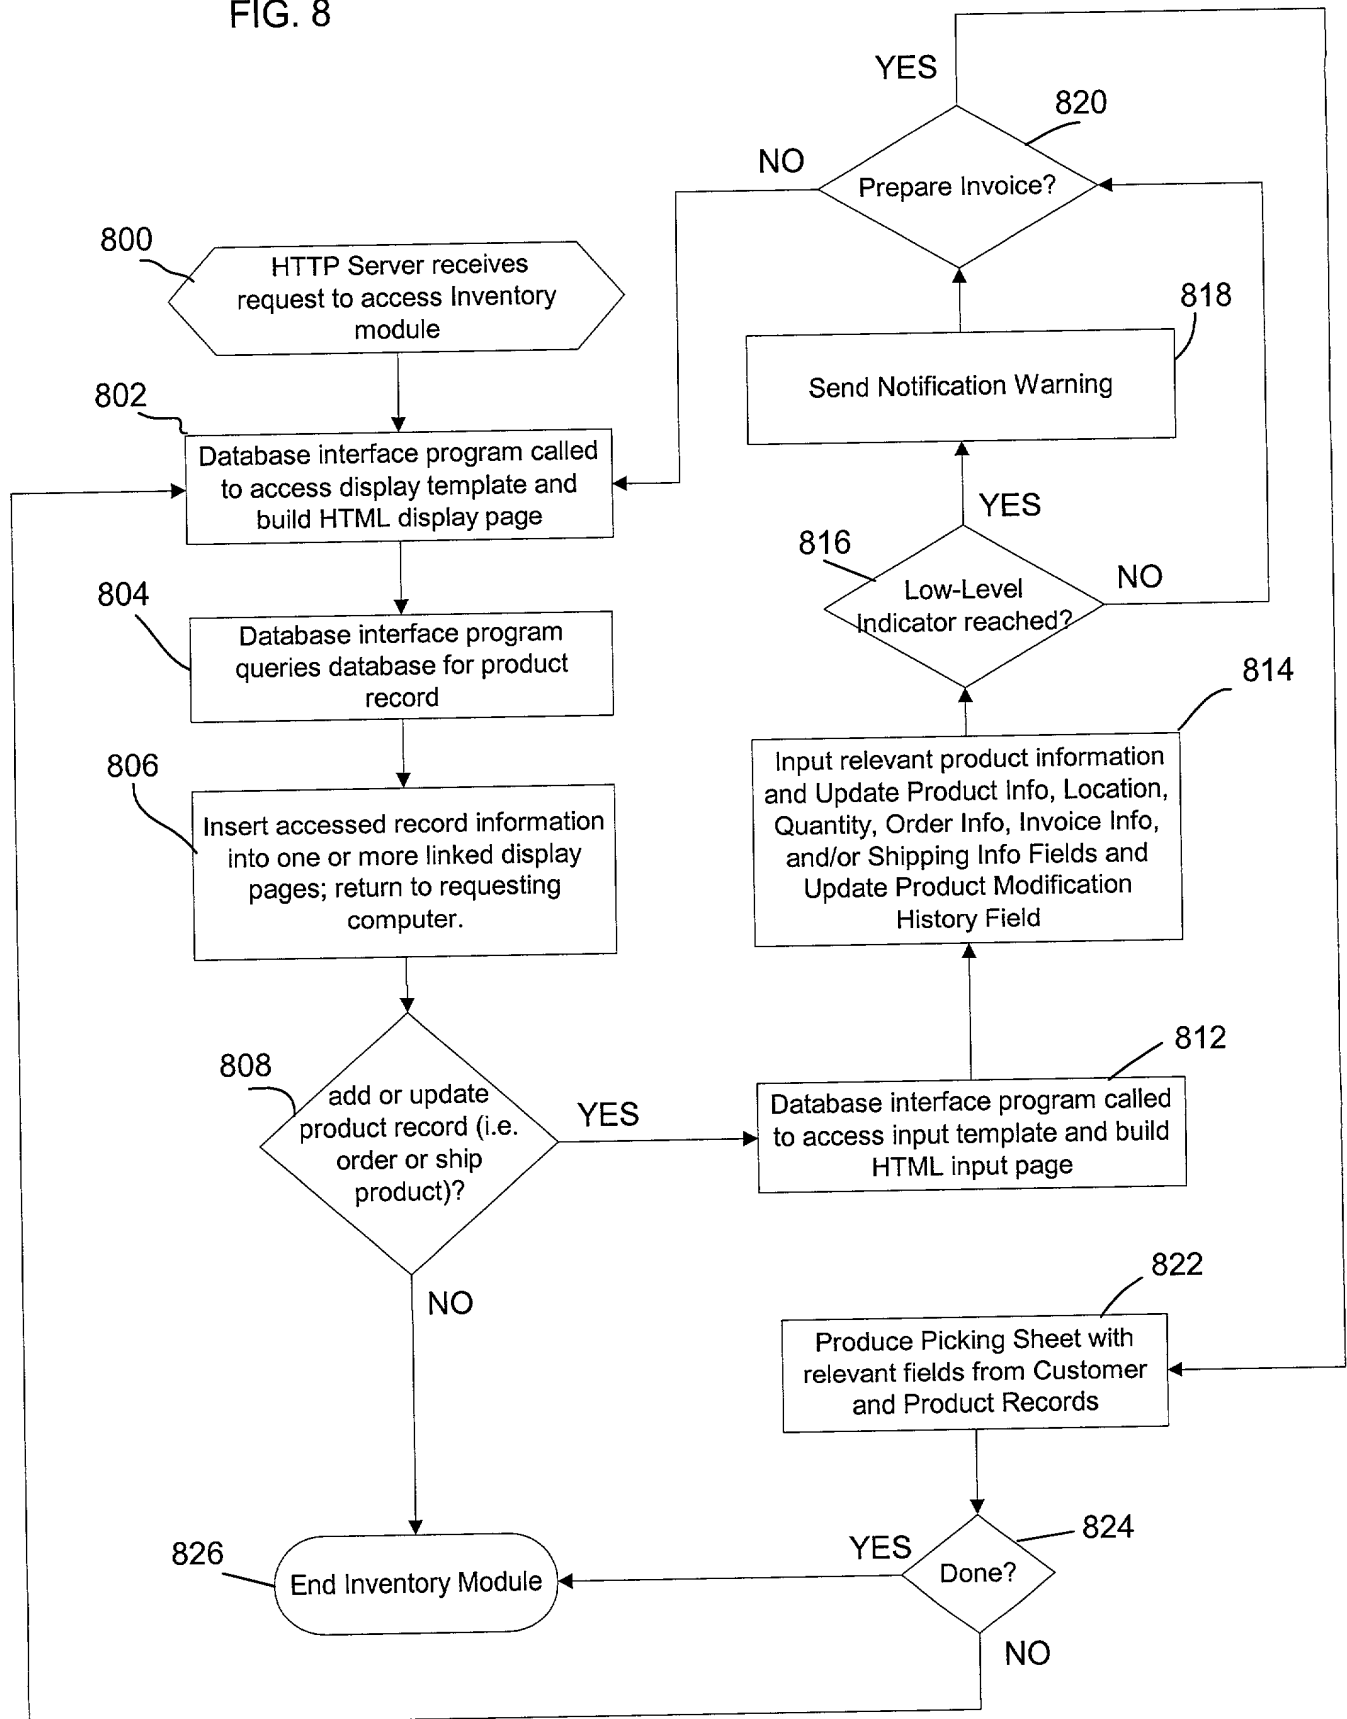 FIG. 8
800
HTTP Server receives
request to access Inventory
module
802
Database interface program called
to access display template and
build HTML display page
804
Database interface program
queries database for product
record
806
Insert accessed record information
into one or more linked display
pages; return to requesting
computer.
808
add or update
product record (i.e.
order or ship
product)?
YES
NO
812
Database interface program called
to access input template and build
HTML input page
814
Input relevant product information
and Update Product Info, Location,
Quantity, Order Info, Invoice Info,
and/or Shipping Info Fields and
Update Product Modification
History Field
816
Low-Level
Indicator reached?
YES
NO
818
Send Notification Warning
820
Prepare Invoice?
YES
NO
822
Produce Picking Sheet with
relevant fields from Customer
and Product Records
824
Done?
YES
NO
826
End Inventory Module